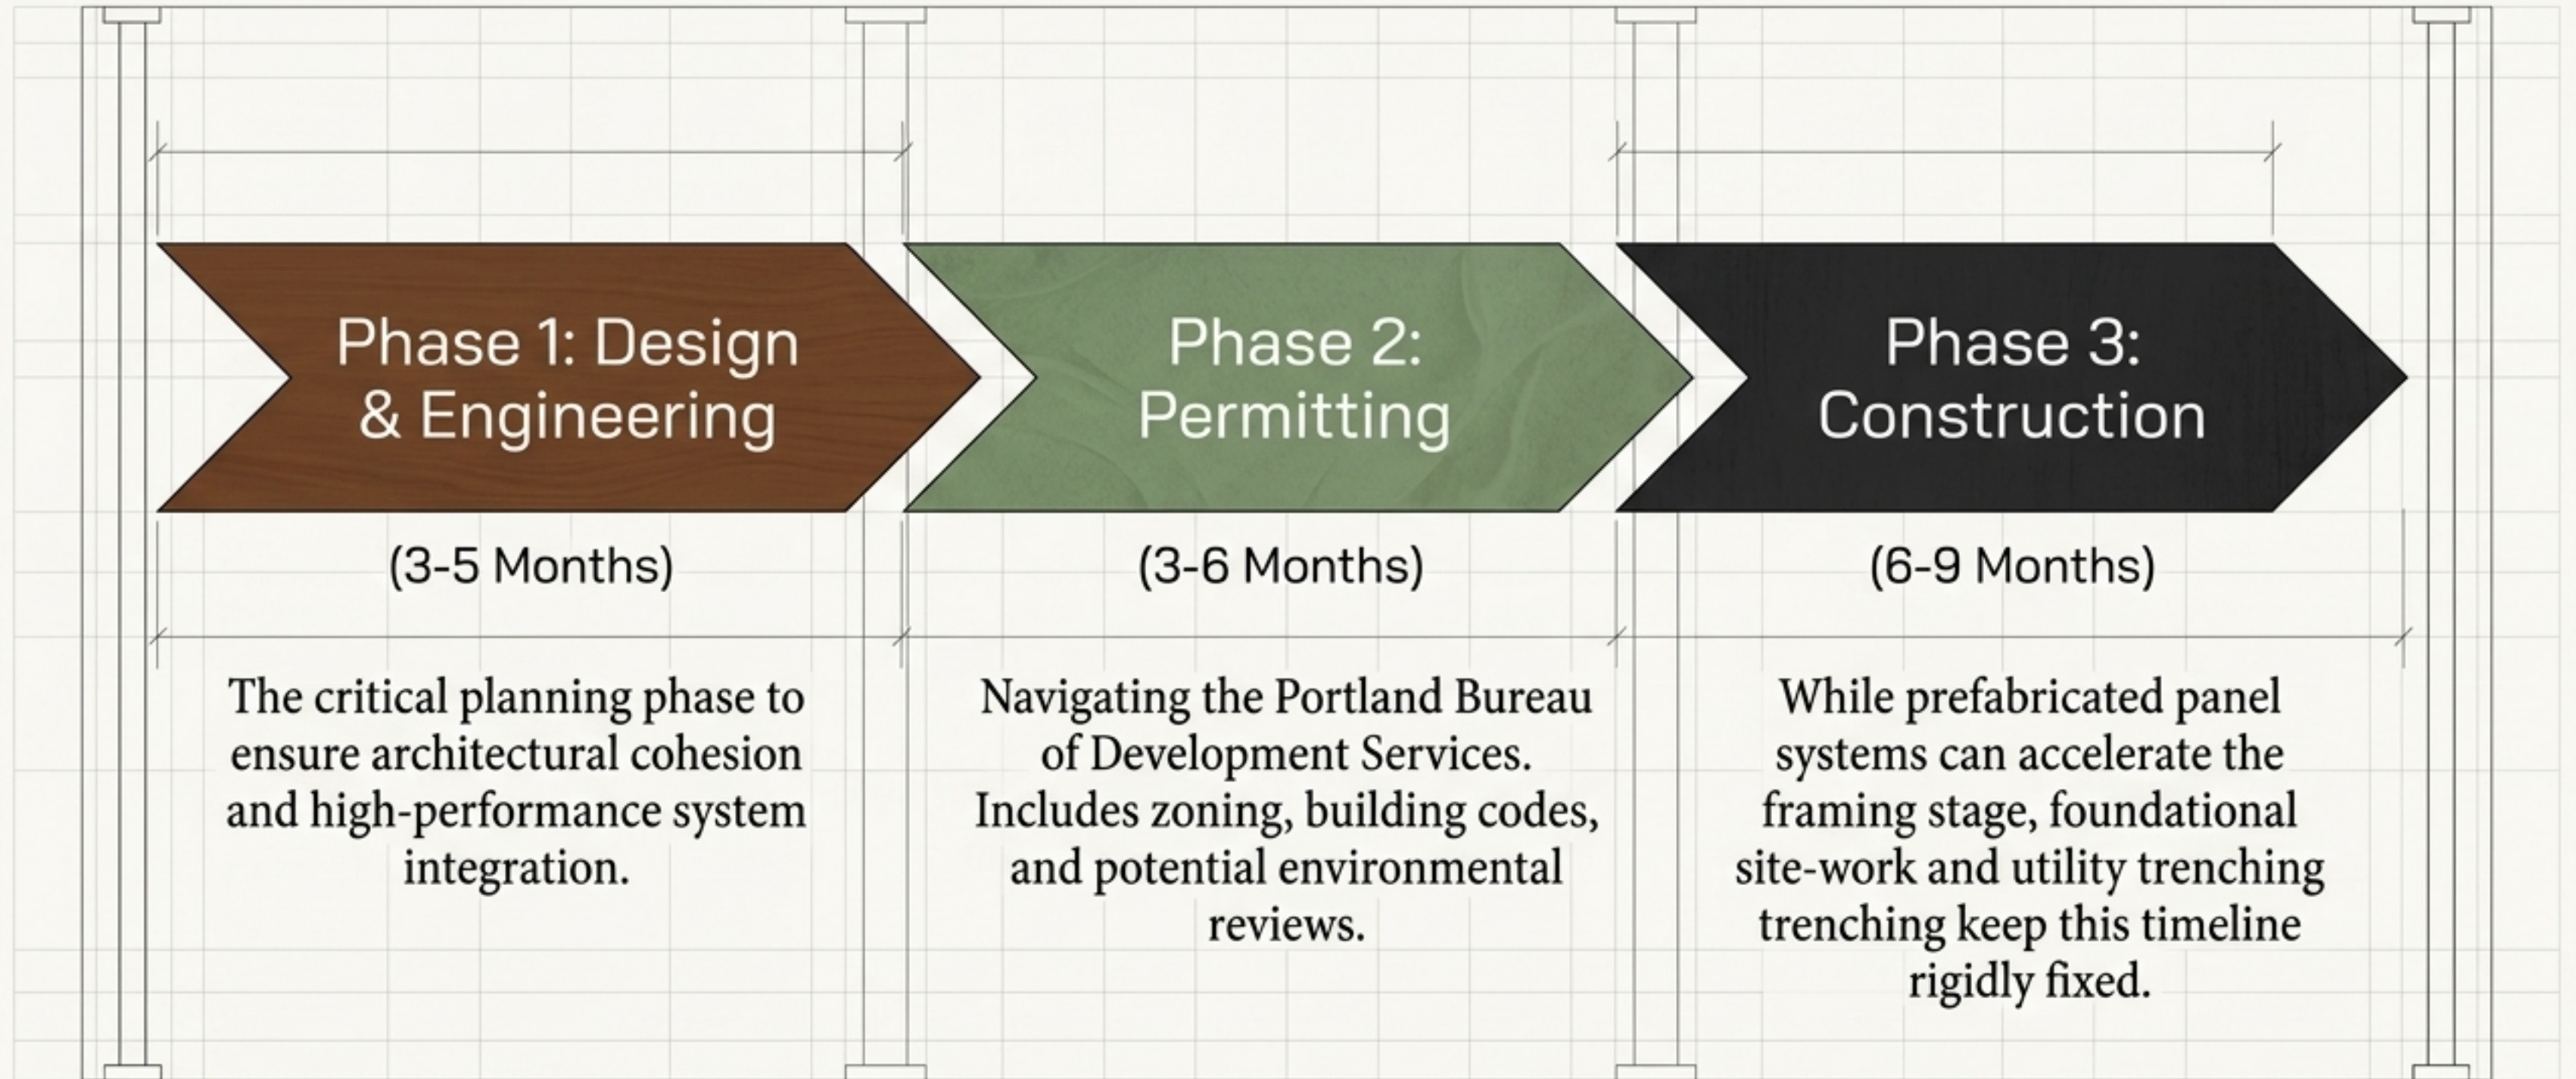 Phase 1: Design
& Engineering
(3-5 Months)
The critical planning phase to
ensure architectural cohesion
and high-performance system
integration.
Phase 2:
Permitting
(3-6 Months)
Navigating the Portland Bureau
of Development Services.
Includes zoning, building codes,
and potential environmental
reviews.
Phase 3:
Construction
(6-9 Months)
While prefabricated panel
systems can accelerate the
framing stage, foundational
site-work and utility trenching
trenching keep this timeline
rigidly fixed.